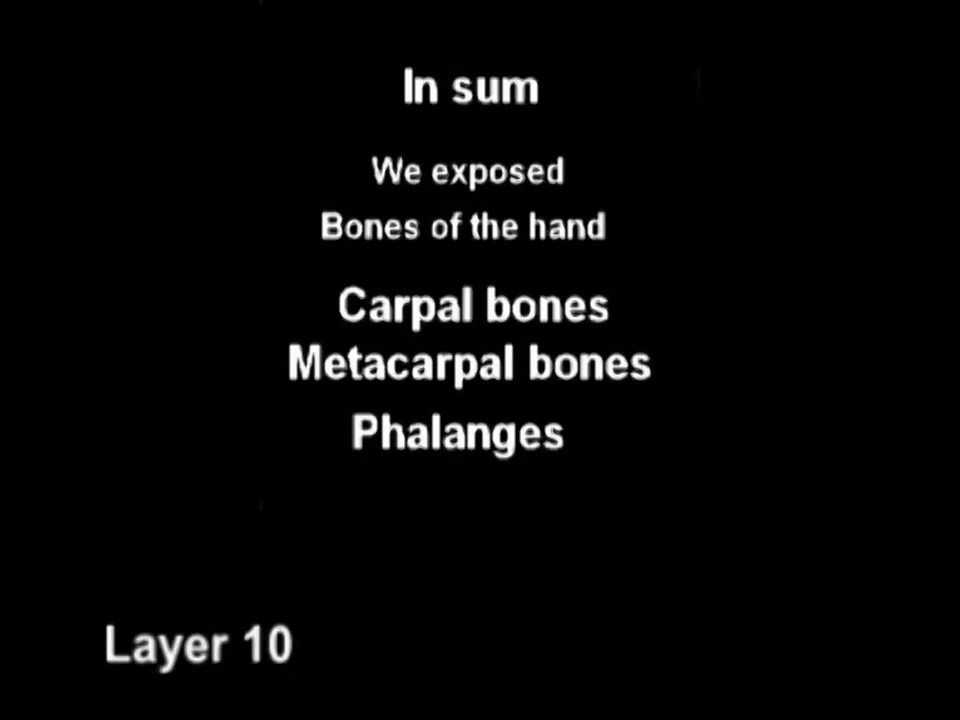 In sum
We exposed
Bones of the hand
Carpal bones
Metacarpal bones
Phalanges
Layer 10